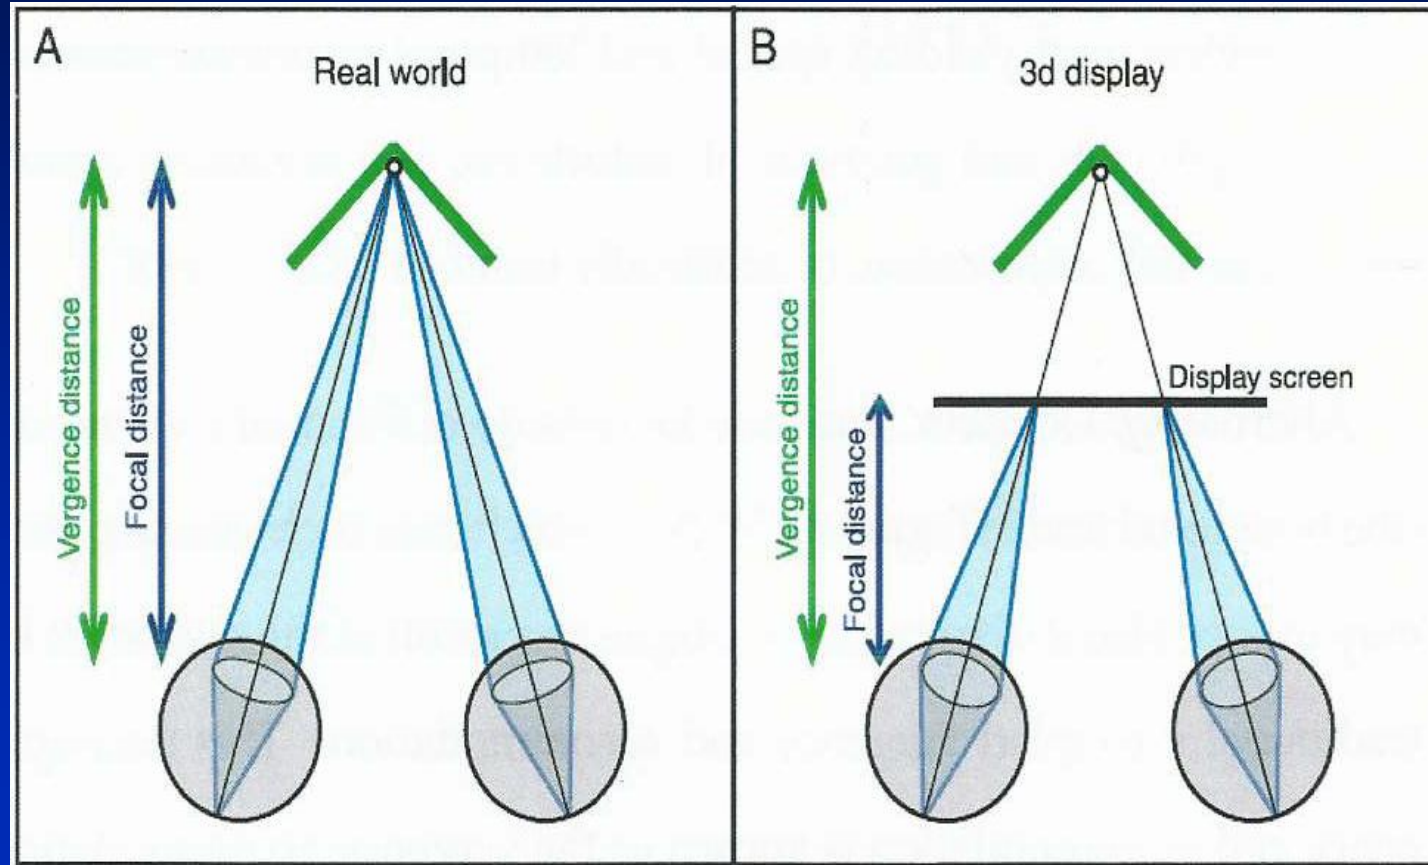 A
Real world
Vergence distance
Focal distance
B
3d display
Vergence distance
Focal distance
Display screen